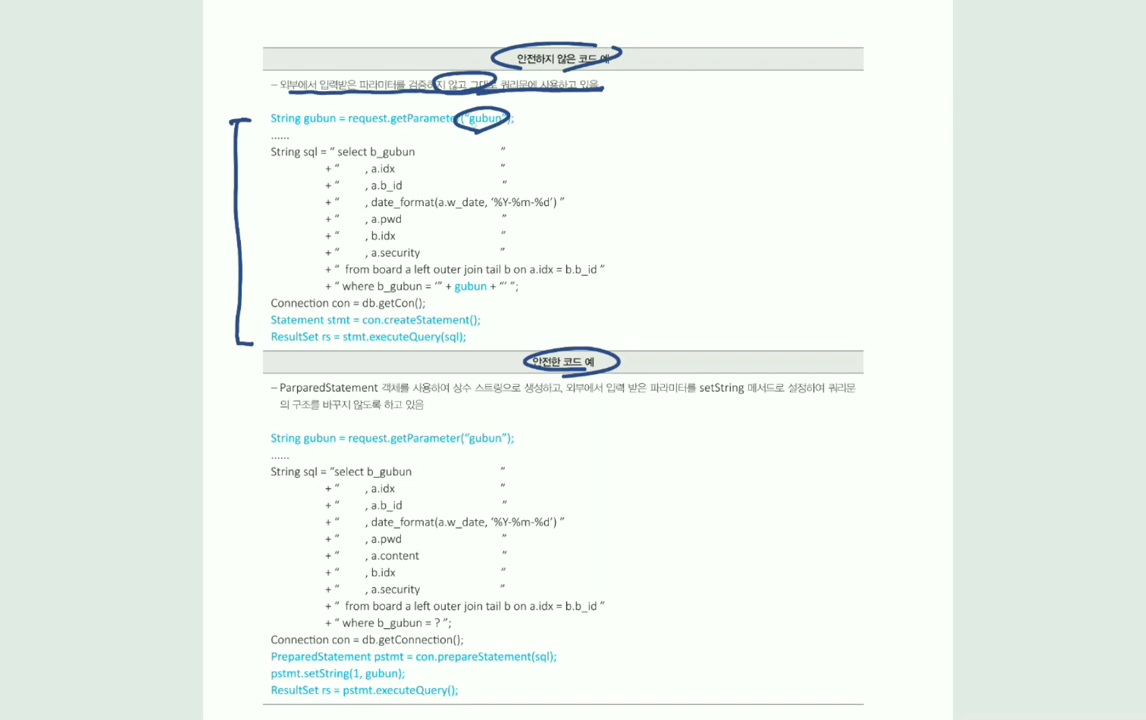 안전하지 않은 코드 예
– 외부에서 입력받은 파라미터를 검증하지 않고 그대로 쿼리문에 사용하고 있음
String gubun = request.getParameter(“gubun”);
......
String sql = “ select b_gubun ”
+ “ , a.idx ”
+ “ , a.b_id ”
+ “ , date_format(a.w_date, ‘%Y-%m-%d’) ”
+ “ , a.pwd ”
+ “ , b.idx ”
+ “ , a.security ”
+ “ from board a left outer join tail b on a.idx = b.b_id ”
+ “ where b_gubun = ‘” + gubun + “‘ ”;
Connection con = db.getCon();
Statement stmt = con.createStatement();
ResultSet rs = stmt.executeQuery(sql);
안전한 코드 예
– ParparedStatement 객체를 사용하여 상수 스트링으로 생성하고, 외부에서 입력 받은 파라미터를 setString 메서드로 설정하여 쿼리문
의 구조를 바꾸지 않도록 하고 있음
String gubun = request.getParameter(“gubun”);
......
String sql = “select b_gubun ”
+ “ , a.idx ”
+ “ , a.b_id ”
+ “ , date_format(a.w_date, ‘%Y-%m-%d’) ”
+ “ , a.pwd ”
+ “ , a.content ”
+ “ , b.idx ”
+ “ , a.security ”
+ “ from board a left outer join tail b on a.idx = b.b_id ”
+ “ where b_gubun = ? ”;
Connection con = db.getConnection();
PreparedStatement pstmt = con.prepareStatement(sql);
pstmt.setString(1, gubun);
ResultSet rs = pstmt.executeQuery();